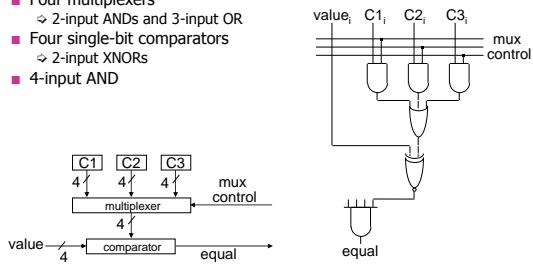 Four multiplexers
⇨ 2-input ANDs and 3-input OR
■ Four single-bit comparators
⇨ 2-input XNORs
■ 4-input AND
value_i C1_i C2_i C3_i
mux
control
equal
C1 C2 C3
4 4 4
mux
control
multiplexer
4
value
4
comparator
equal